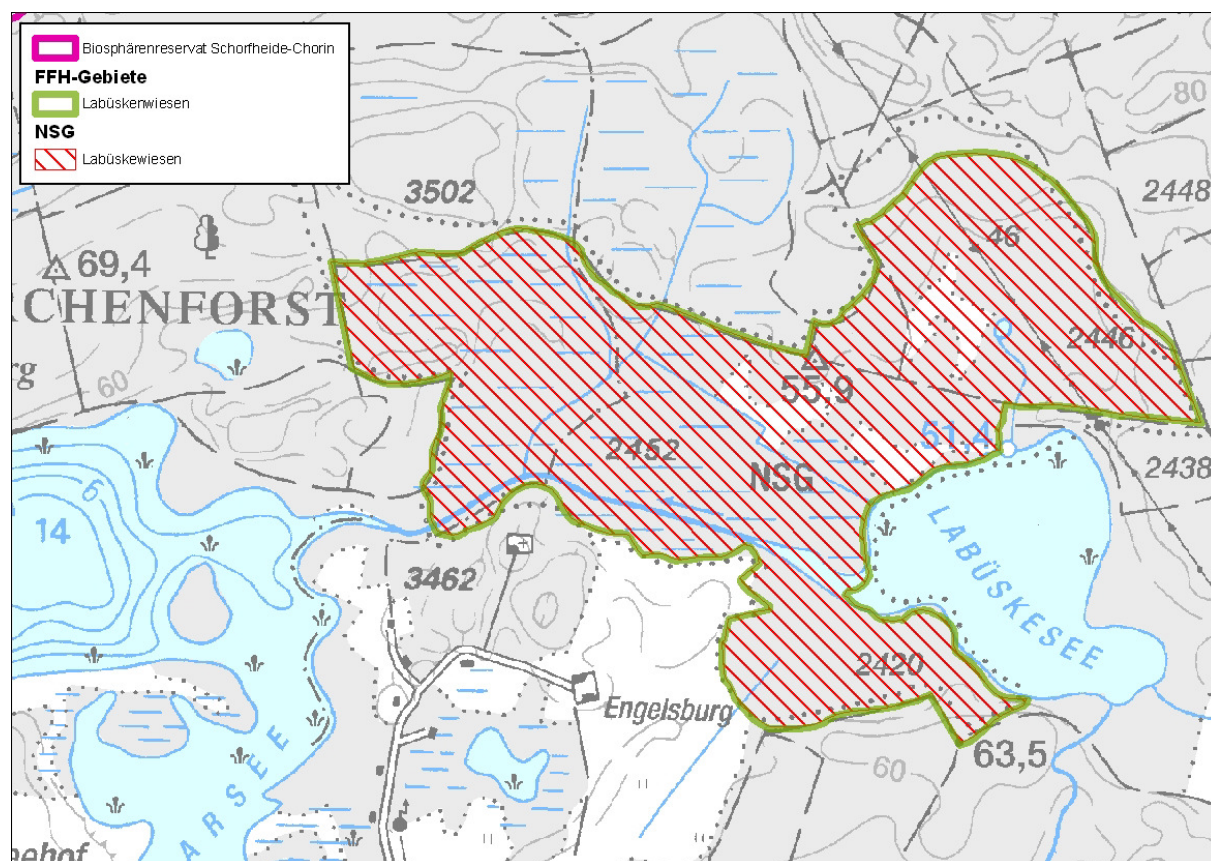 Biosphärenreservat Schorfheide-Chorin
FFH-Gebiete
Labüskenwiesen
NSG
Labüskewiesen
80
3502
2448
46
69,4
RCHENFORST
2446
60
55,9
51,4
2452
2438
NSG
6
14
LABÜSKESEE
3462
2420
Engelsburg
63,5
60
ARSEE